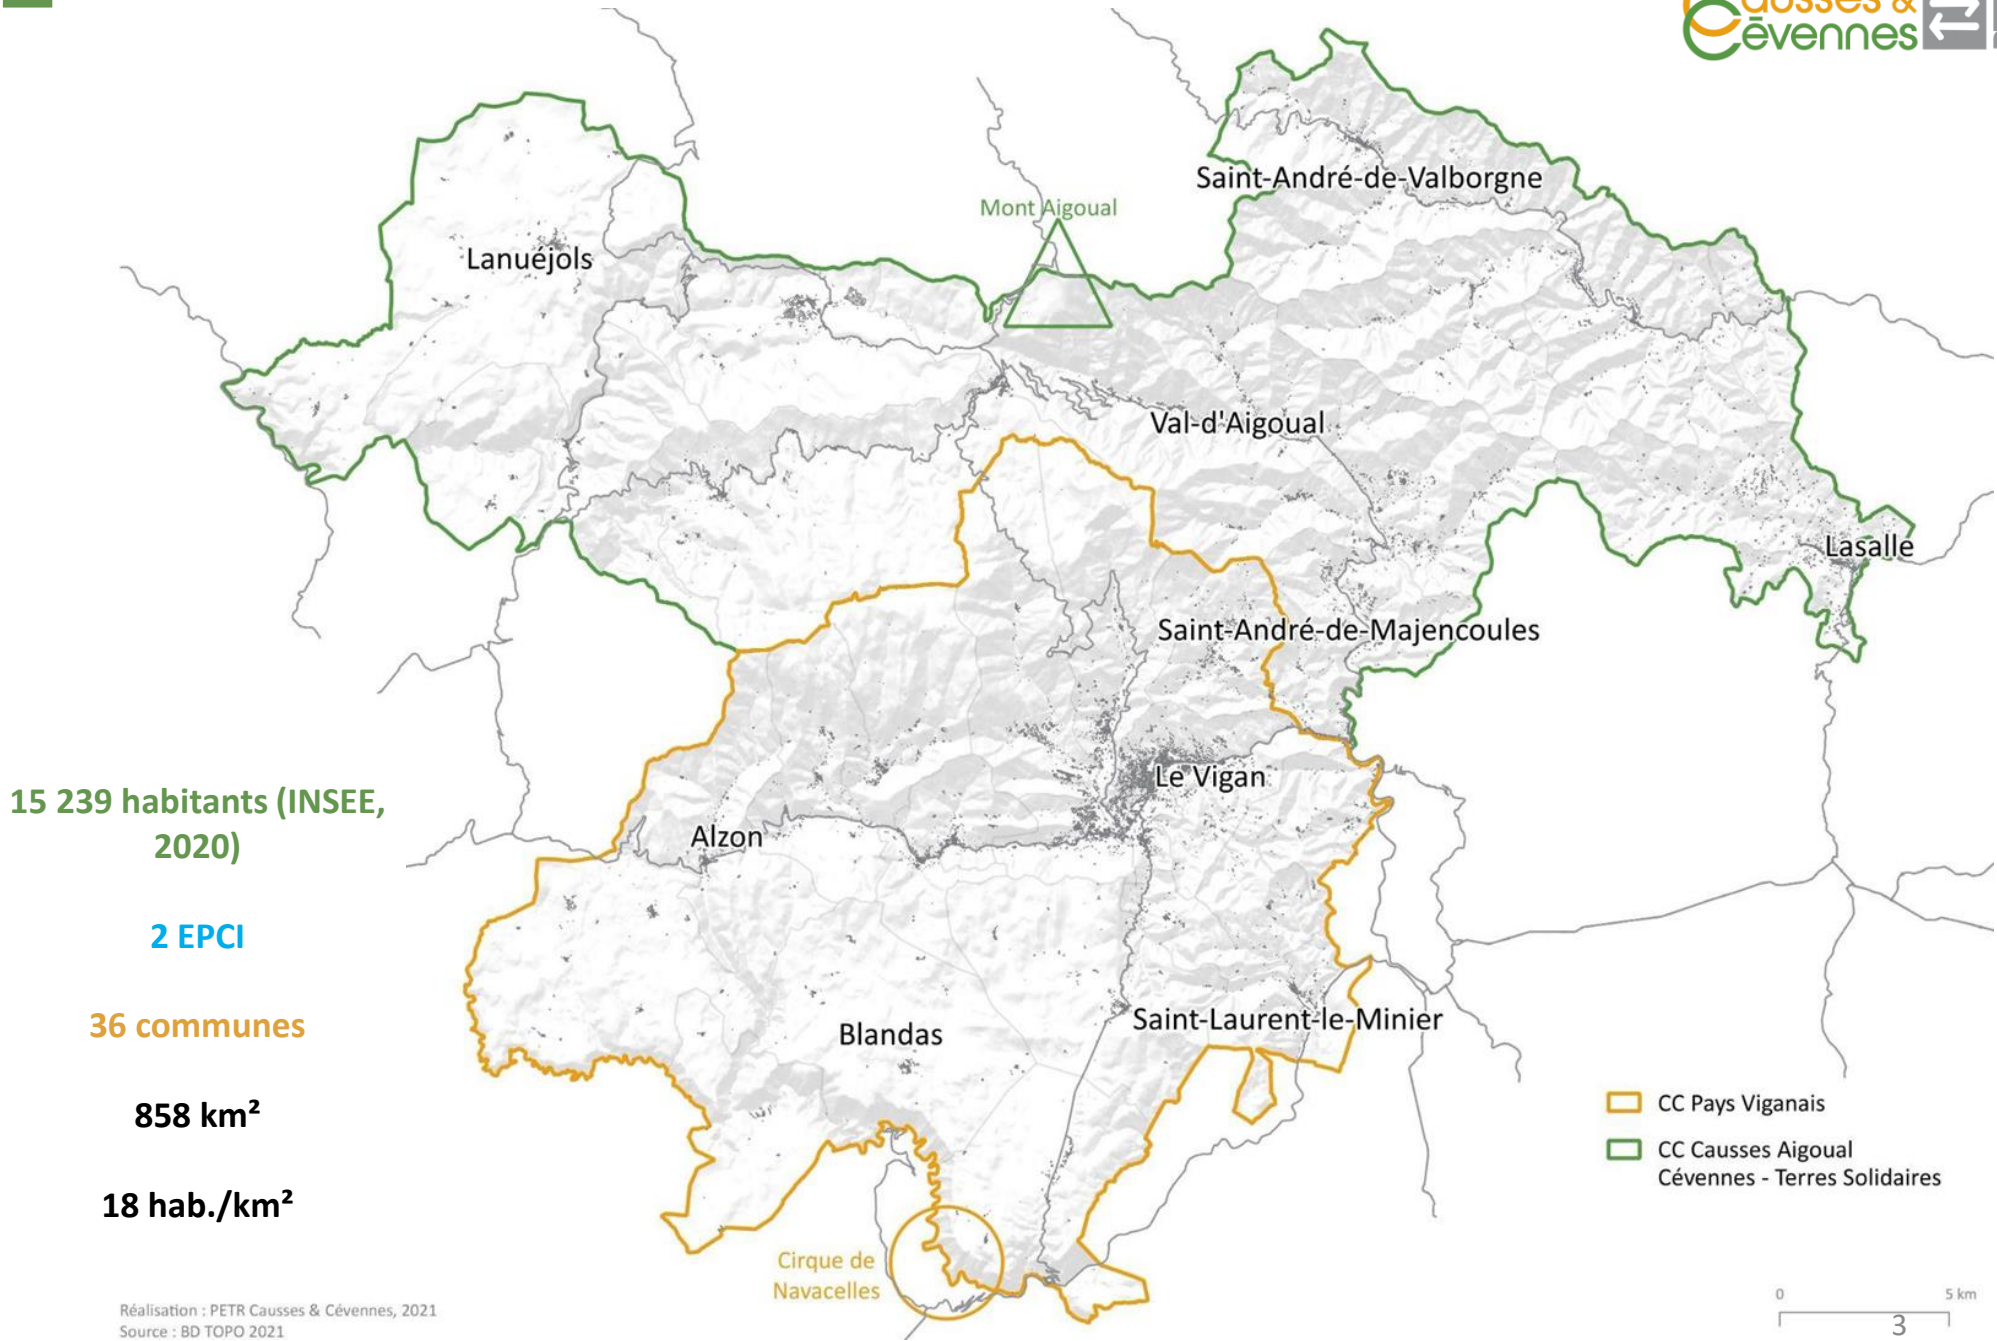 ausses &
Cévennes
Saint-André-de-Valborgne
Mont Aigoual
Lanuéjols
Val-d'Aigoual
Lasalle
Saint-André-de-Majencoules
Le Vigan
Alzon
15 239 habitants (INSEE,
2020)
2 EPCI
36 communes
858 km²
18 hab./km²
Blandas
Saint-Laurent-le-Minier
CC Pays Viganais
CC Causses Aigoual
Cévennes - Terres Solidaires
Cirque de
Navacelles
Réalisation : PETR Causses & Cévennes, 2021
Source : BD TOPO 2021
0 5 km
3